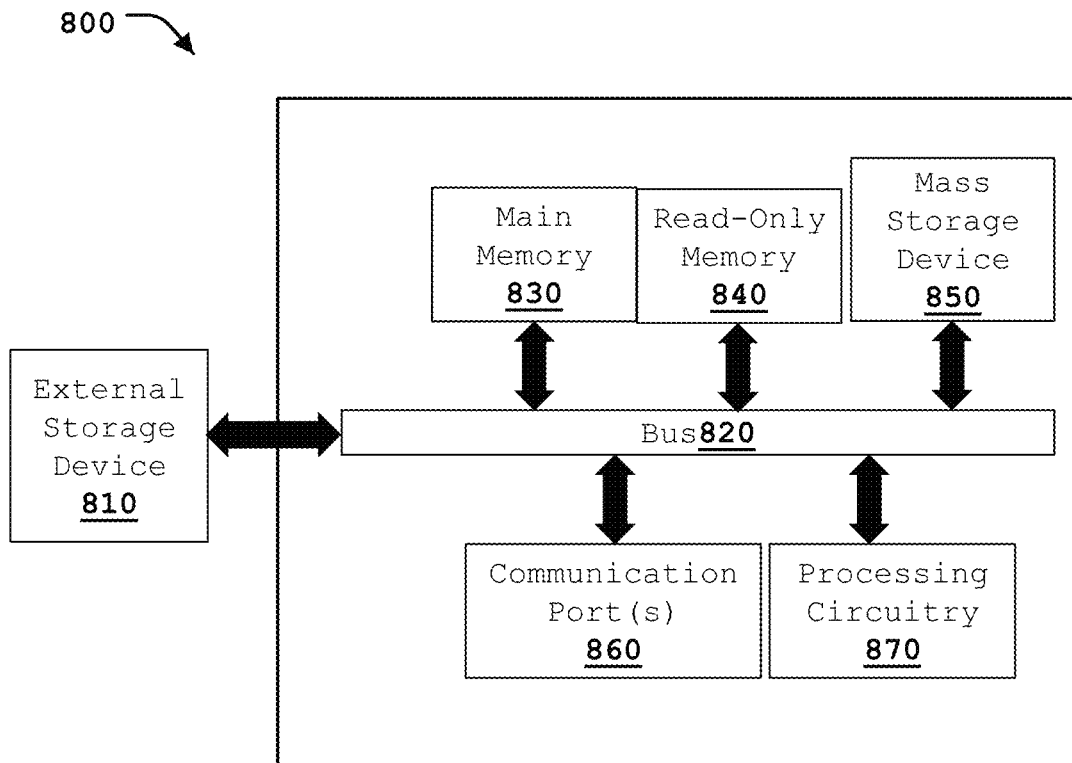 800
Main
Memory
830
Read-Only
Memory
840
Mass
Storage
Device
850
External
Storage
Device
810
Bus820
Communication
Port(s)
860
Processing
Circuitry
870